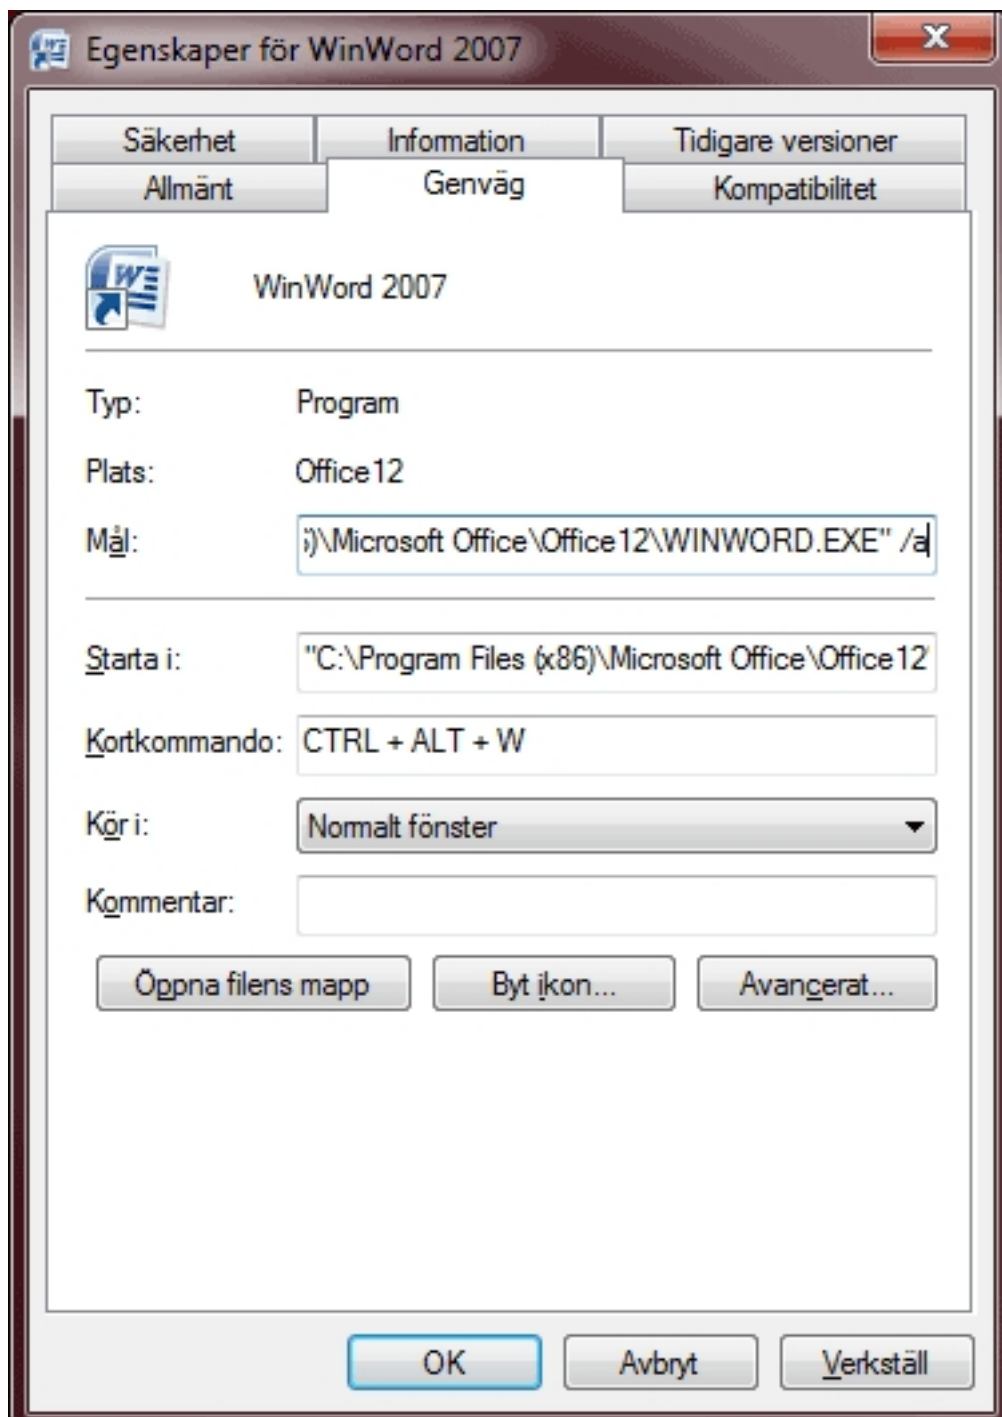 Egenskaper för WinWord 2007
Säkerhet Information Tidigare versioner
Allmänt Genväg Kompatibilitet
WinWord 2007
Typ: Program
Plats: Office12
Mål: )\Microsoft Office\Office12\WINWORD.EXE" /a
Starta i: "C:\Program Files (x86)\Microsoft Office\Office12"
Kortkommando: CTRL + ALT + W
Kör i: Normalt fönster
Kommentar:
Öppna filens mapp Byt ikon... Avancerat...
OK Avbryt Verkställ